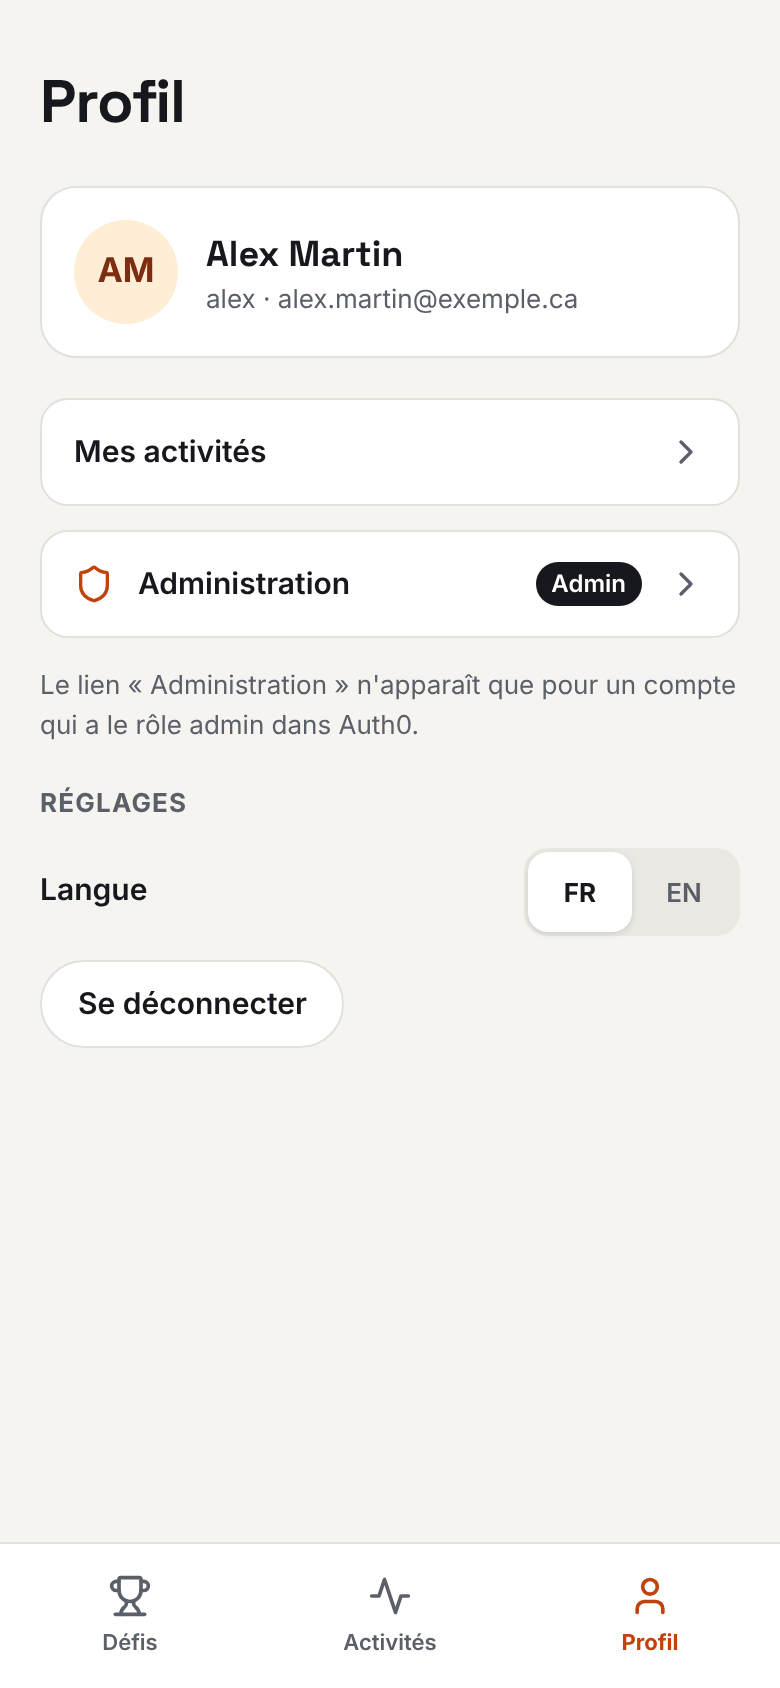 Profil
AM
Alex Martin
alex · alex.martin@exemple.ca
Mes activités
Administration
Admin
Le lien « Administration » n'apparaît que pour un compte
qui a le rôle admin dans Auth0.
RÉGLAGES
Langue
FR
EN
Se déconnecter
Défis
Activités
Profil